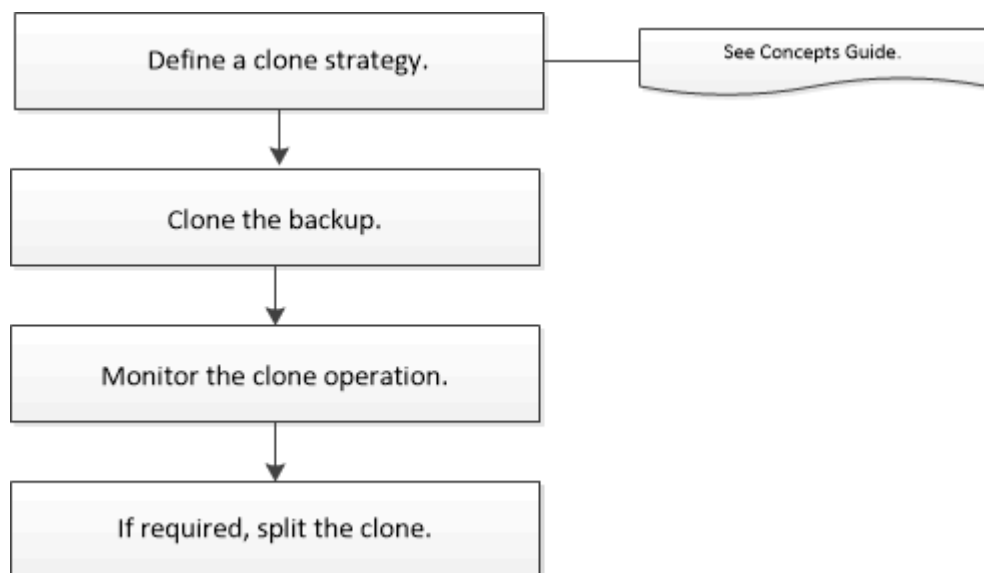 Define a clone strategy.
See Concepts Guide.
Clone the backup.
Monitor the clone operation.
If required, split the clone.